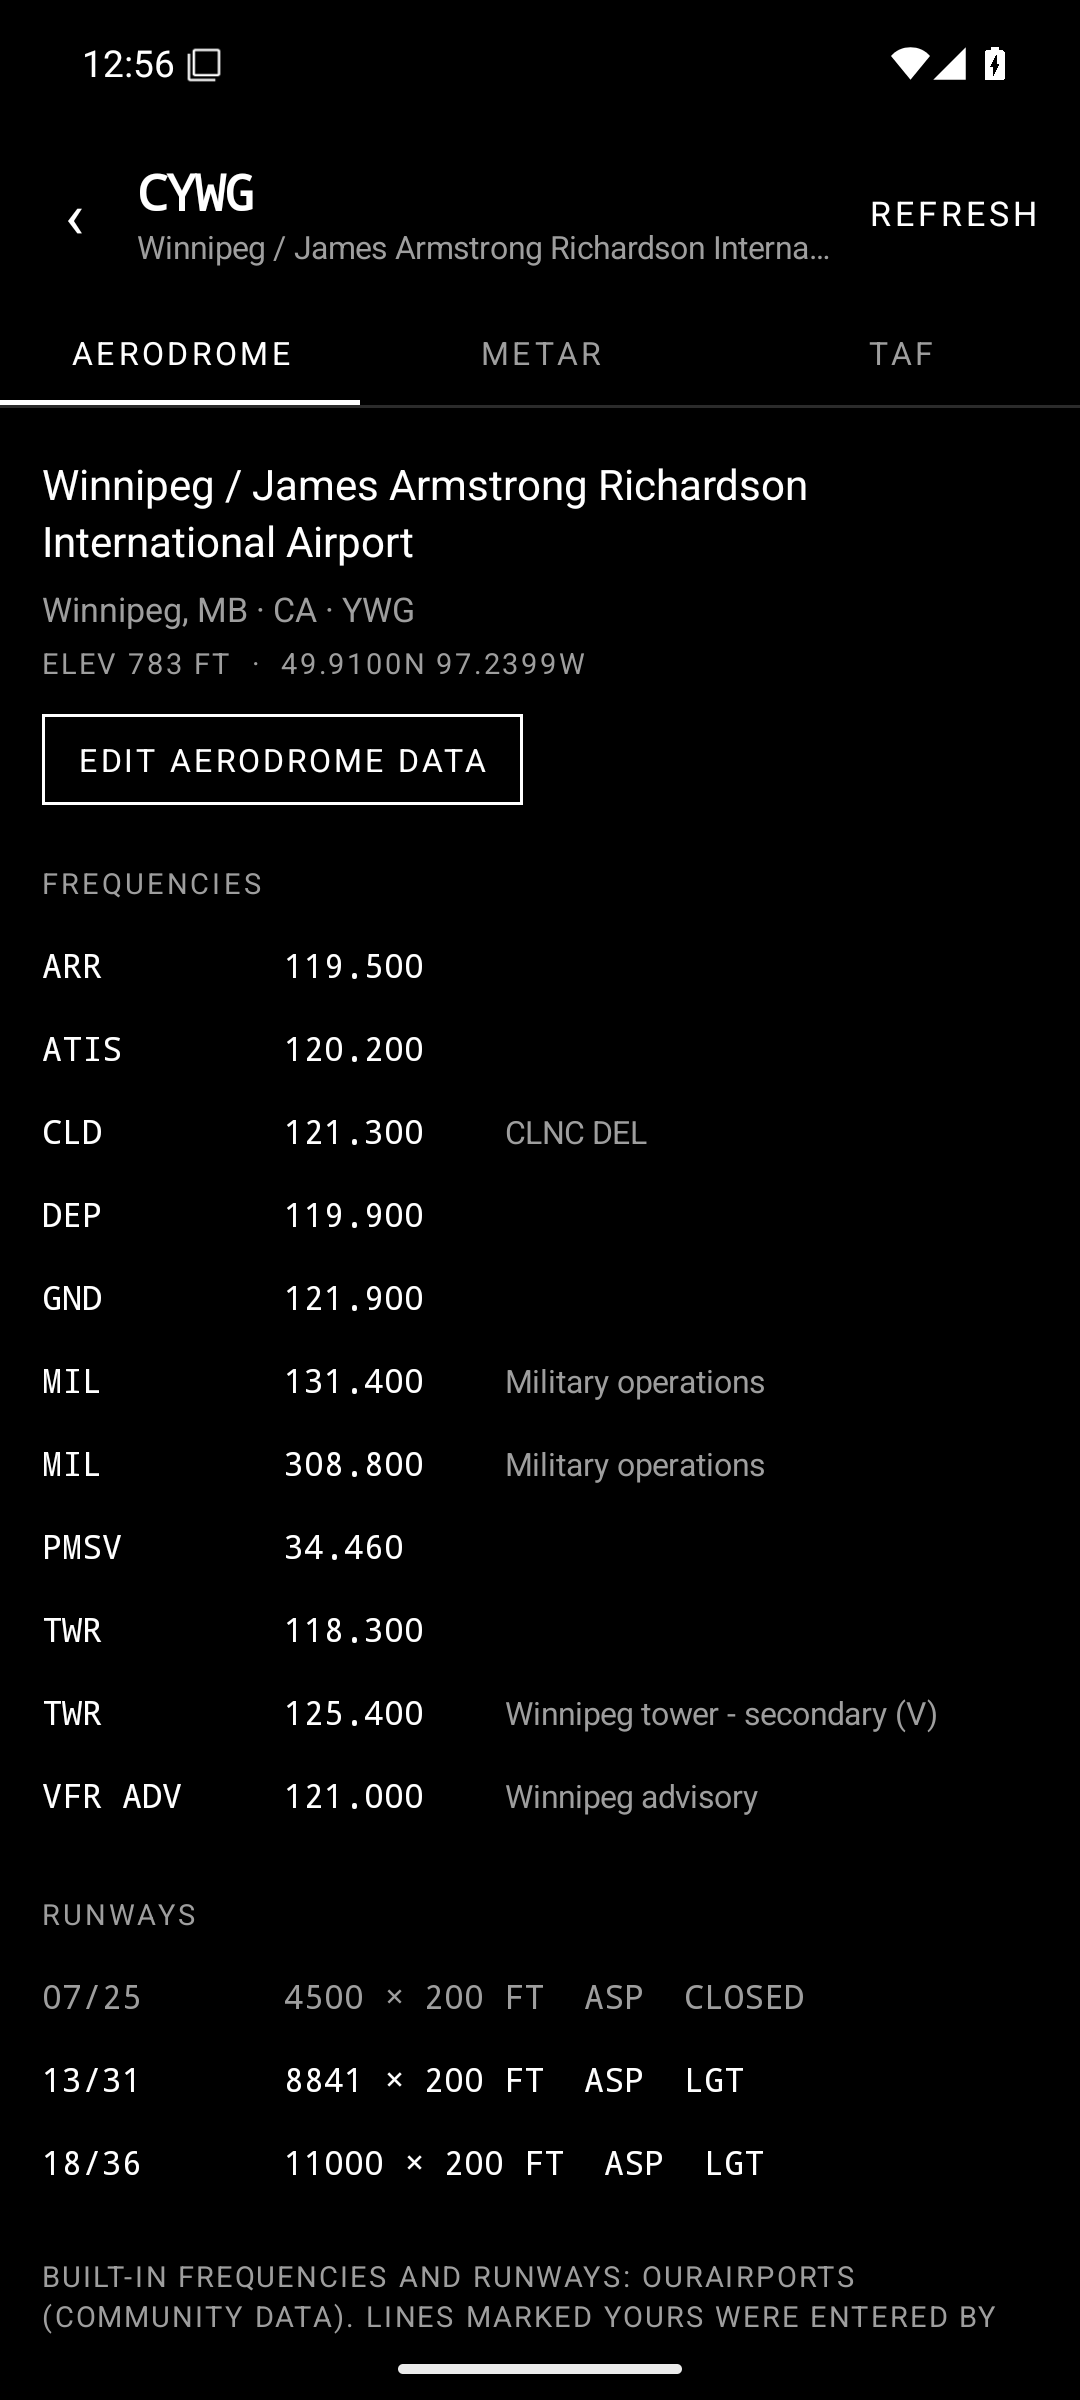 12:56
CYWG
Winnipeg / James Armstrong Richardson Interna...
REFRESH
AERODROME METAR TAF
Winnipeg / James Armstrong Richardson
International Airport
Winnipeg, MB · CA · YWG
ELEV 783 FT · 49.9100N 97.2399W
EDIT AERODROME DATA
FREQUENCIES
ARR 119.500
ATIS 120.200
CLD 121.300 CLNC DEL
DEP 119.900
GND 121.900
MIL 131.400 Military operations
MIL 308.800 Military operations
PMSV 34.460
TWR 118.300
TWR 125.400 Winnipeg tower - secondary (V)
VFR ADV 121.000 Winnipeg advisory
RUNWAYS
07/25 4500 × 200 FT ASP CLOSED
13/31 8841 × 200 FT ASP LGT
18/36 11000 × 200 FT ASP LGT
BUILT-IN FREQUENCIES AND RUNWAYS: OURAIRPORTS
(COMMUNITY DATA). LINES MARKED YOURS WERE ENTERED BY